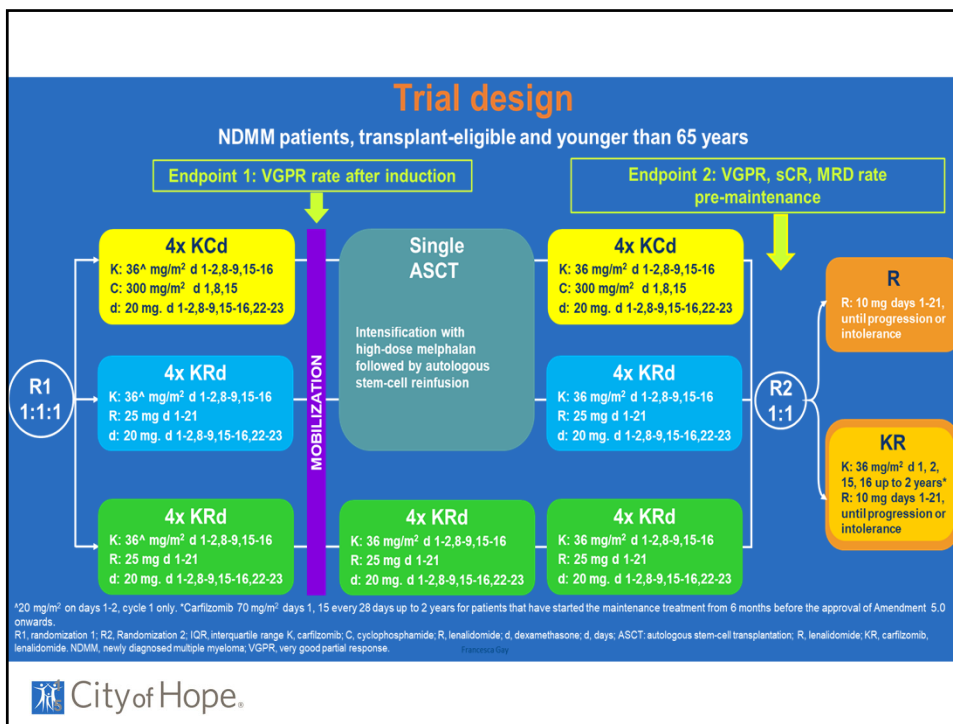 Trial design
NDMM patients, transplant-eligible and younger than 65 years
Endpoint 1: VGPR rate after induction
Endpoint 2: VGPR, sCR, MRD rate
pre-maintenance
R1
1:1:1
4x KCd
K: 36^ mg/m² d 1-2,8-9,15-16
C: 300 mg/m² d 1,8,15
d: 20 mg. d 1-2,8-9,15-16,22-23
4x KRd
K: 36^ mg/m² d 1-2,8-9,15-16
R: 25 mg d 1-21
d: 20 mg. d 1-2,8-9,15-16,22-23
4x KRd
K: 36^ mg/m² d 1-2,8-9,15-16
R: 25 mg d 1-21
d: 20 mg. d 1-2,8-9,15-16,22-23
MOBILIZATION
Single
ASCT
Intensification with
high-dose melphalan
followed by autologous
stem-cell reinfusion
4x KRd
K: 36 mg/m² d 1-2,8-9,15-16
R: 25 mg d 1-21
d: 20 mg. d 1-2,8-9,15-16,22-23
4x KCd
K: 36 mg/m² d 1-2,8-9,15-16
C: 300 mg/m² d 1,8,15
d: 20 mg. d 1-2,8-9,15-16,22-23
4x KRd
K: 36 mg/m² d 1-2,8-9,15-16
R: 25 mg d 1-21
d: 20 mg. d 1-2,8-9,15-16,22-23
4x KRd
K: 36 mg/m² d 1-2,8-9,15-16
R: 25 mg d 1-21
d: 20 mg. d 1-2,8-9,15-16,22-23
R2
1:1
R
R: 10 mg days 1-21,
until progression or
intolerance
KR
K: 36 mg/m² d 1, 2,
15, 16 up to 2 years*
R: 10 mg days 1-21,
until progression or
intolerance
^20 mg/m² on days 1-2, cycle 1 only. *Carfilzomib 70 mg/m² days 1, 15 every 28 days up to 2 years for patients that have started the maintenance treatment from 6 months before the approval of Amendment 5.0
onwards.
R1, randomization 1; R2, Randomization 2; IQR, interquartile range K, carfilzomib; C, cyclophosphamide; R, lenalidomide; d, dexamethasone; d, days; ASCT: autologous stem-cell transplantation; R, lenalidomide; KR, carfilzomib,
lenalidomide. NDMM, newly diagnosed multiple myeloma; VGPR, very good partial response.
Francesca Gay
City of Hope®